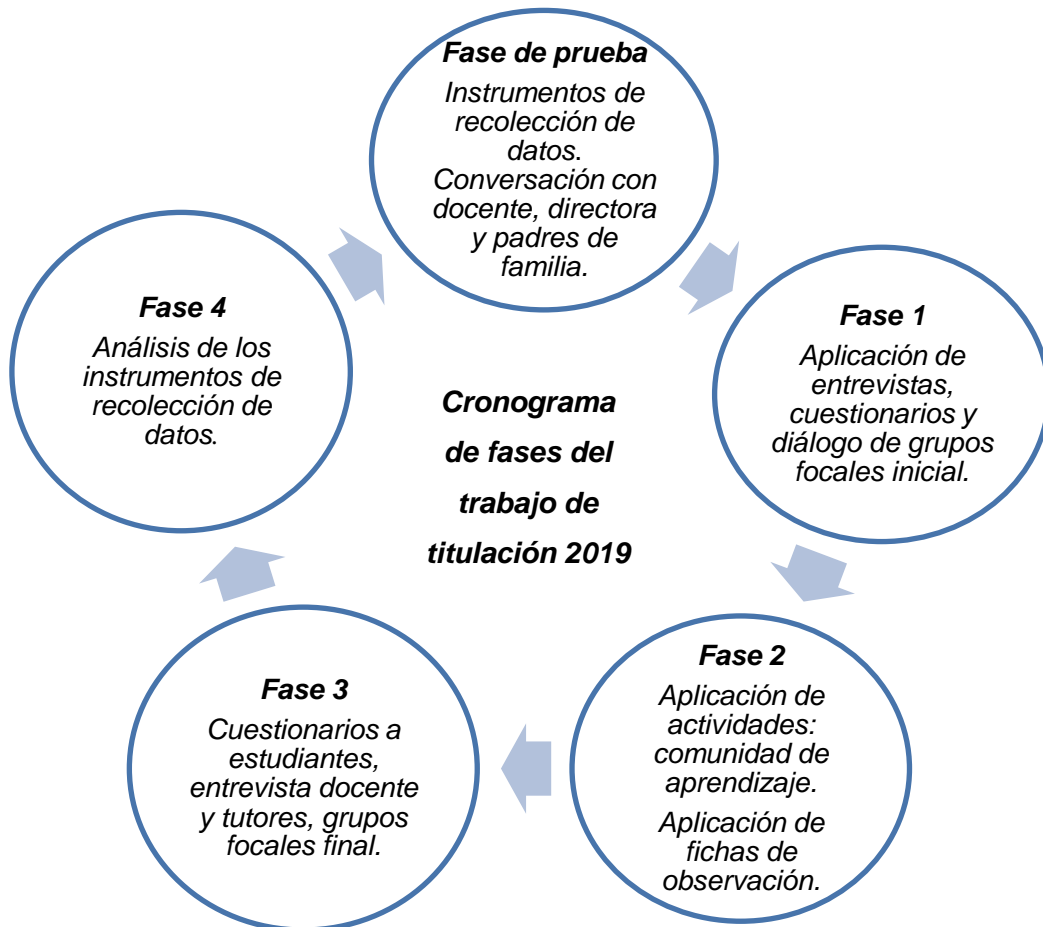 Fase de prueba
Instrumentos de
recolección de
datos.
Conversación con
docente, directora
y padres de
familia.
Fase 1
Aplicación de
entrevistas,
cuestionarios y
diálogo de grupos
focales inicial.
Fase 2
Aplicación de
actividades:
comunidad de
aprendizaje.
Aplicación de
fichas de
observación.
Fase 3
Cuestionarios a
estudiantes,
entrevista docente
y tutores, grupos
focales final.
Fase 4
Análisis de los
instrumentos de
recolección de
datos.
Cronograma
de fases del
trabajo de
titulación 2019